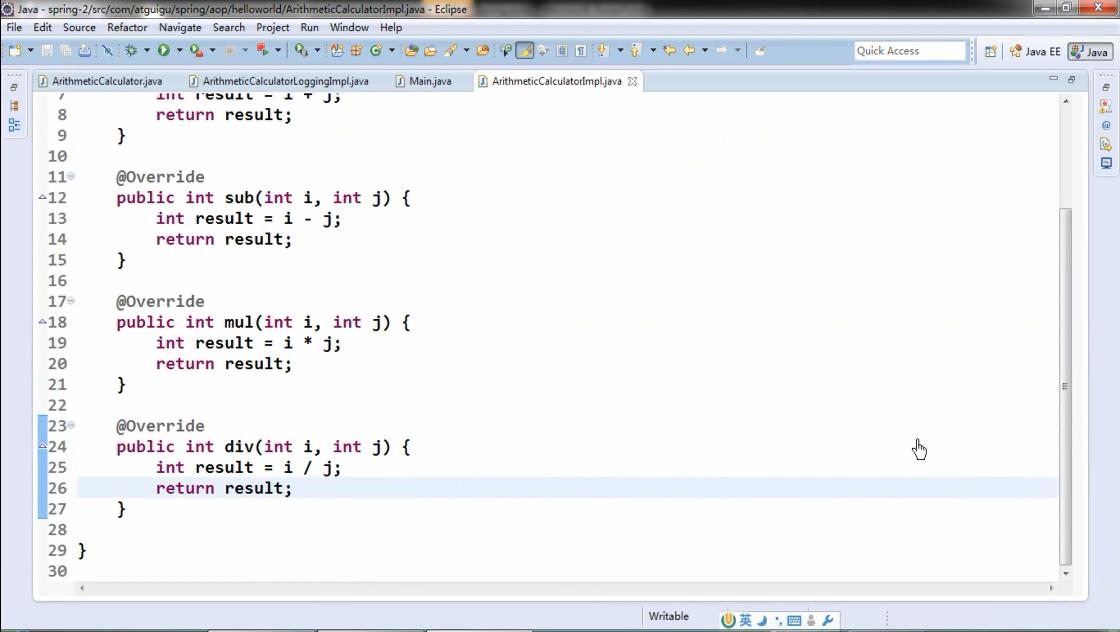 Java - spring-2/src/com/atguigu/spring/aop/helloworld/ArithmeticCalculatorImpl.java - Eclipse
File Edit Source Refactor Navigate Search Project Run Window Help
Quick Access
Java EE
Java
ArithmeticCalculator.java
ArithmeticCalculatorLoggingImpl.java
Main.java
ArithmeticCalculatorImpl.java
7 int result = i + j;
8 return result;
9 }
10
11 @Override
12 public int sub(int i, int j) {
13 int result = i - j;
14 return result;
15 }
16
17 @Override
18 public int mul(int i, int j) {
19 int result = i * j;
20 return result;
21 }
22
23 @Override
24 public int div(int i, int j) {
25 int result = i / j;
26 return result;
27 }
28
29 }
30
Writable
英